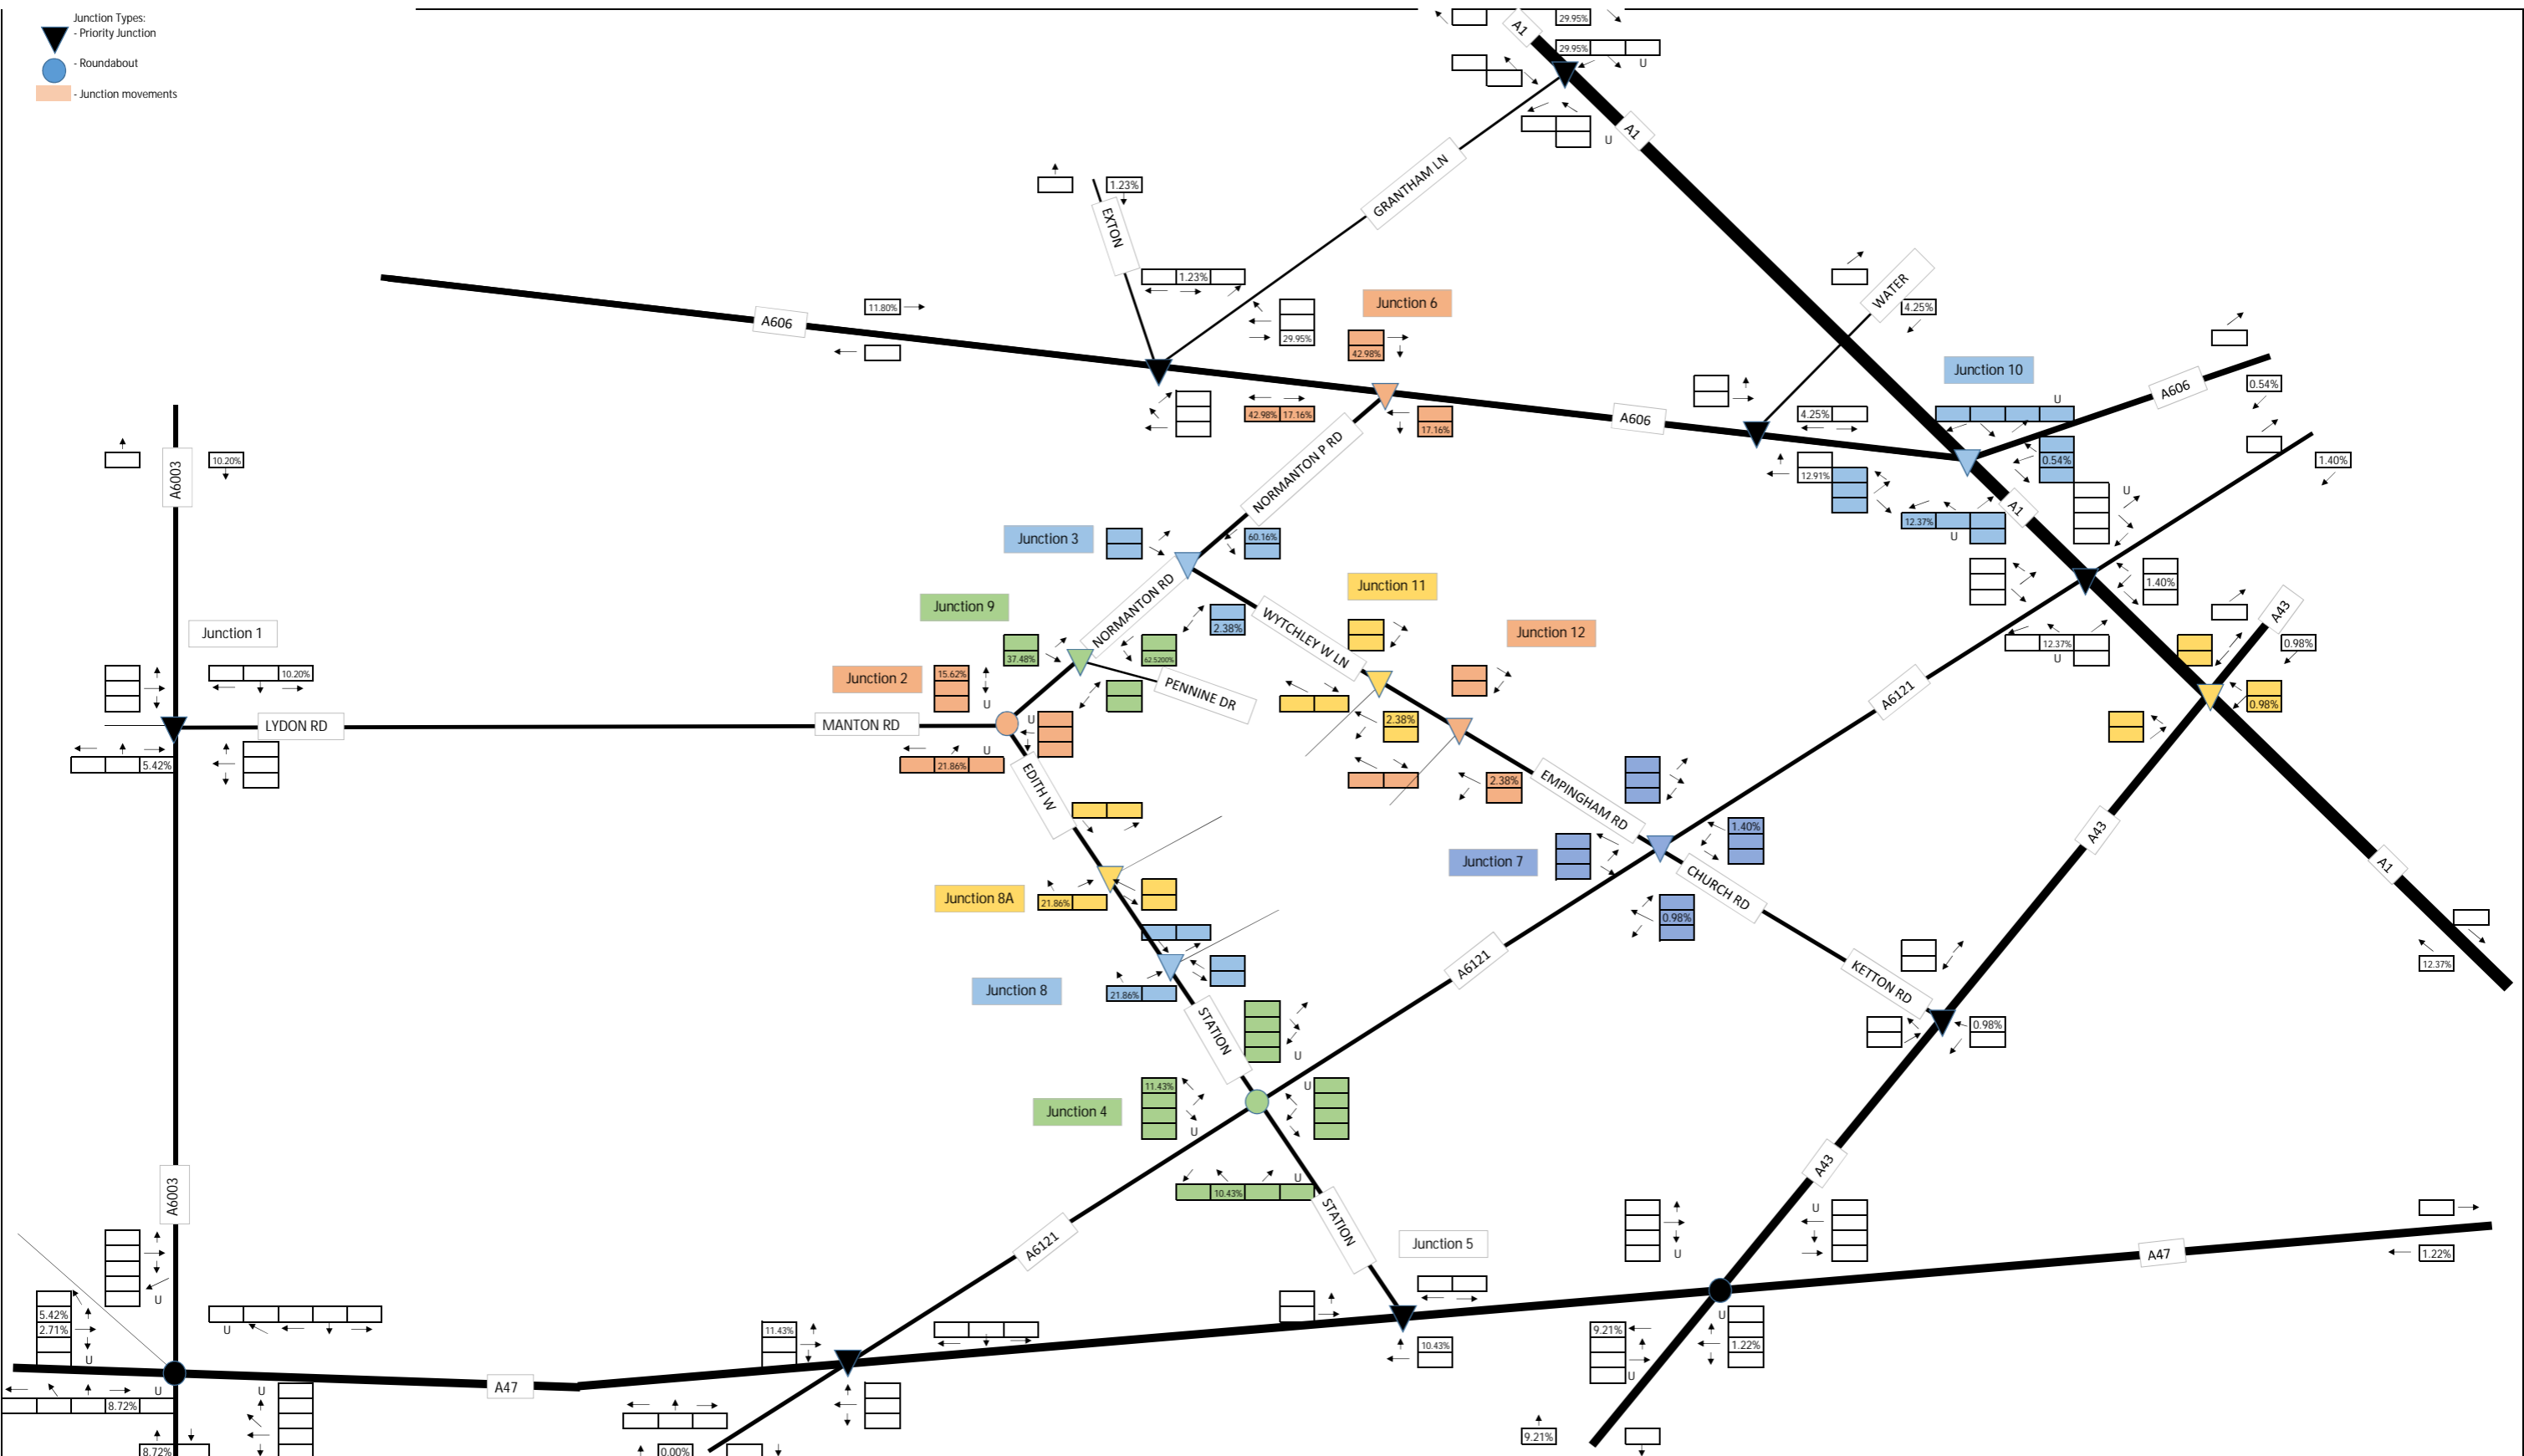 Junction Types:
- Priority Junction
- Roundabout
- Junction movements
A1
29.95%
29.95%
U
U
A1
GRANTHAM LN
1.23%
EXTON
1.23%
11.80%
A606
29.95%
Junction 6
42.98%
42.98% 17.16%
17.16%
A606
WATER
4.25%
4.25%
12.91%
Junction 10
U
0.54%
12.37%
U
A606
0.54%
1.40%
A1
U
1.40%
12.37%
U
A6003
10.20%
Junction 1
10.20%
LYDON RD
5.42%
MANTON RD
NORMANTON P RD
Junction 3
60.16%
NORMANTON RD
2.38%
Junction 9
37.48%
62.5200%
PENNINE DR
Junction 2
15.62%
U
U
21.86%
U
EDITH W
WYTCHLEY W LN
Junction 11
2.38%
Junction 12
2.38%
EMPINGHAM RD
A6121
A43
0.98%
0.98%
Junction 7
1.40%
0.98%
CHURCH RD
A43
A1
12.37%
Junction 8A
21.86%
Junction 8
21.86%
STATION
A6121
KETTON RD
0.98%
U
Junction 4
11.43%
U
U
10.43%
U
STATION
A43
A6003
U
5.42%
2.71%
U
U
8.72%
U
U
8.72%
A47
A6121
11.43%
0.00%
Junction 5
10.43%
U
U
9.21%
U
U
1.22%
9.21%
A47
1.22%